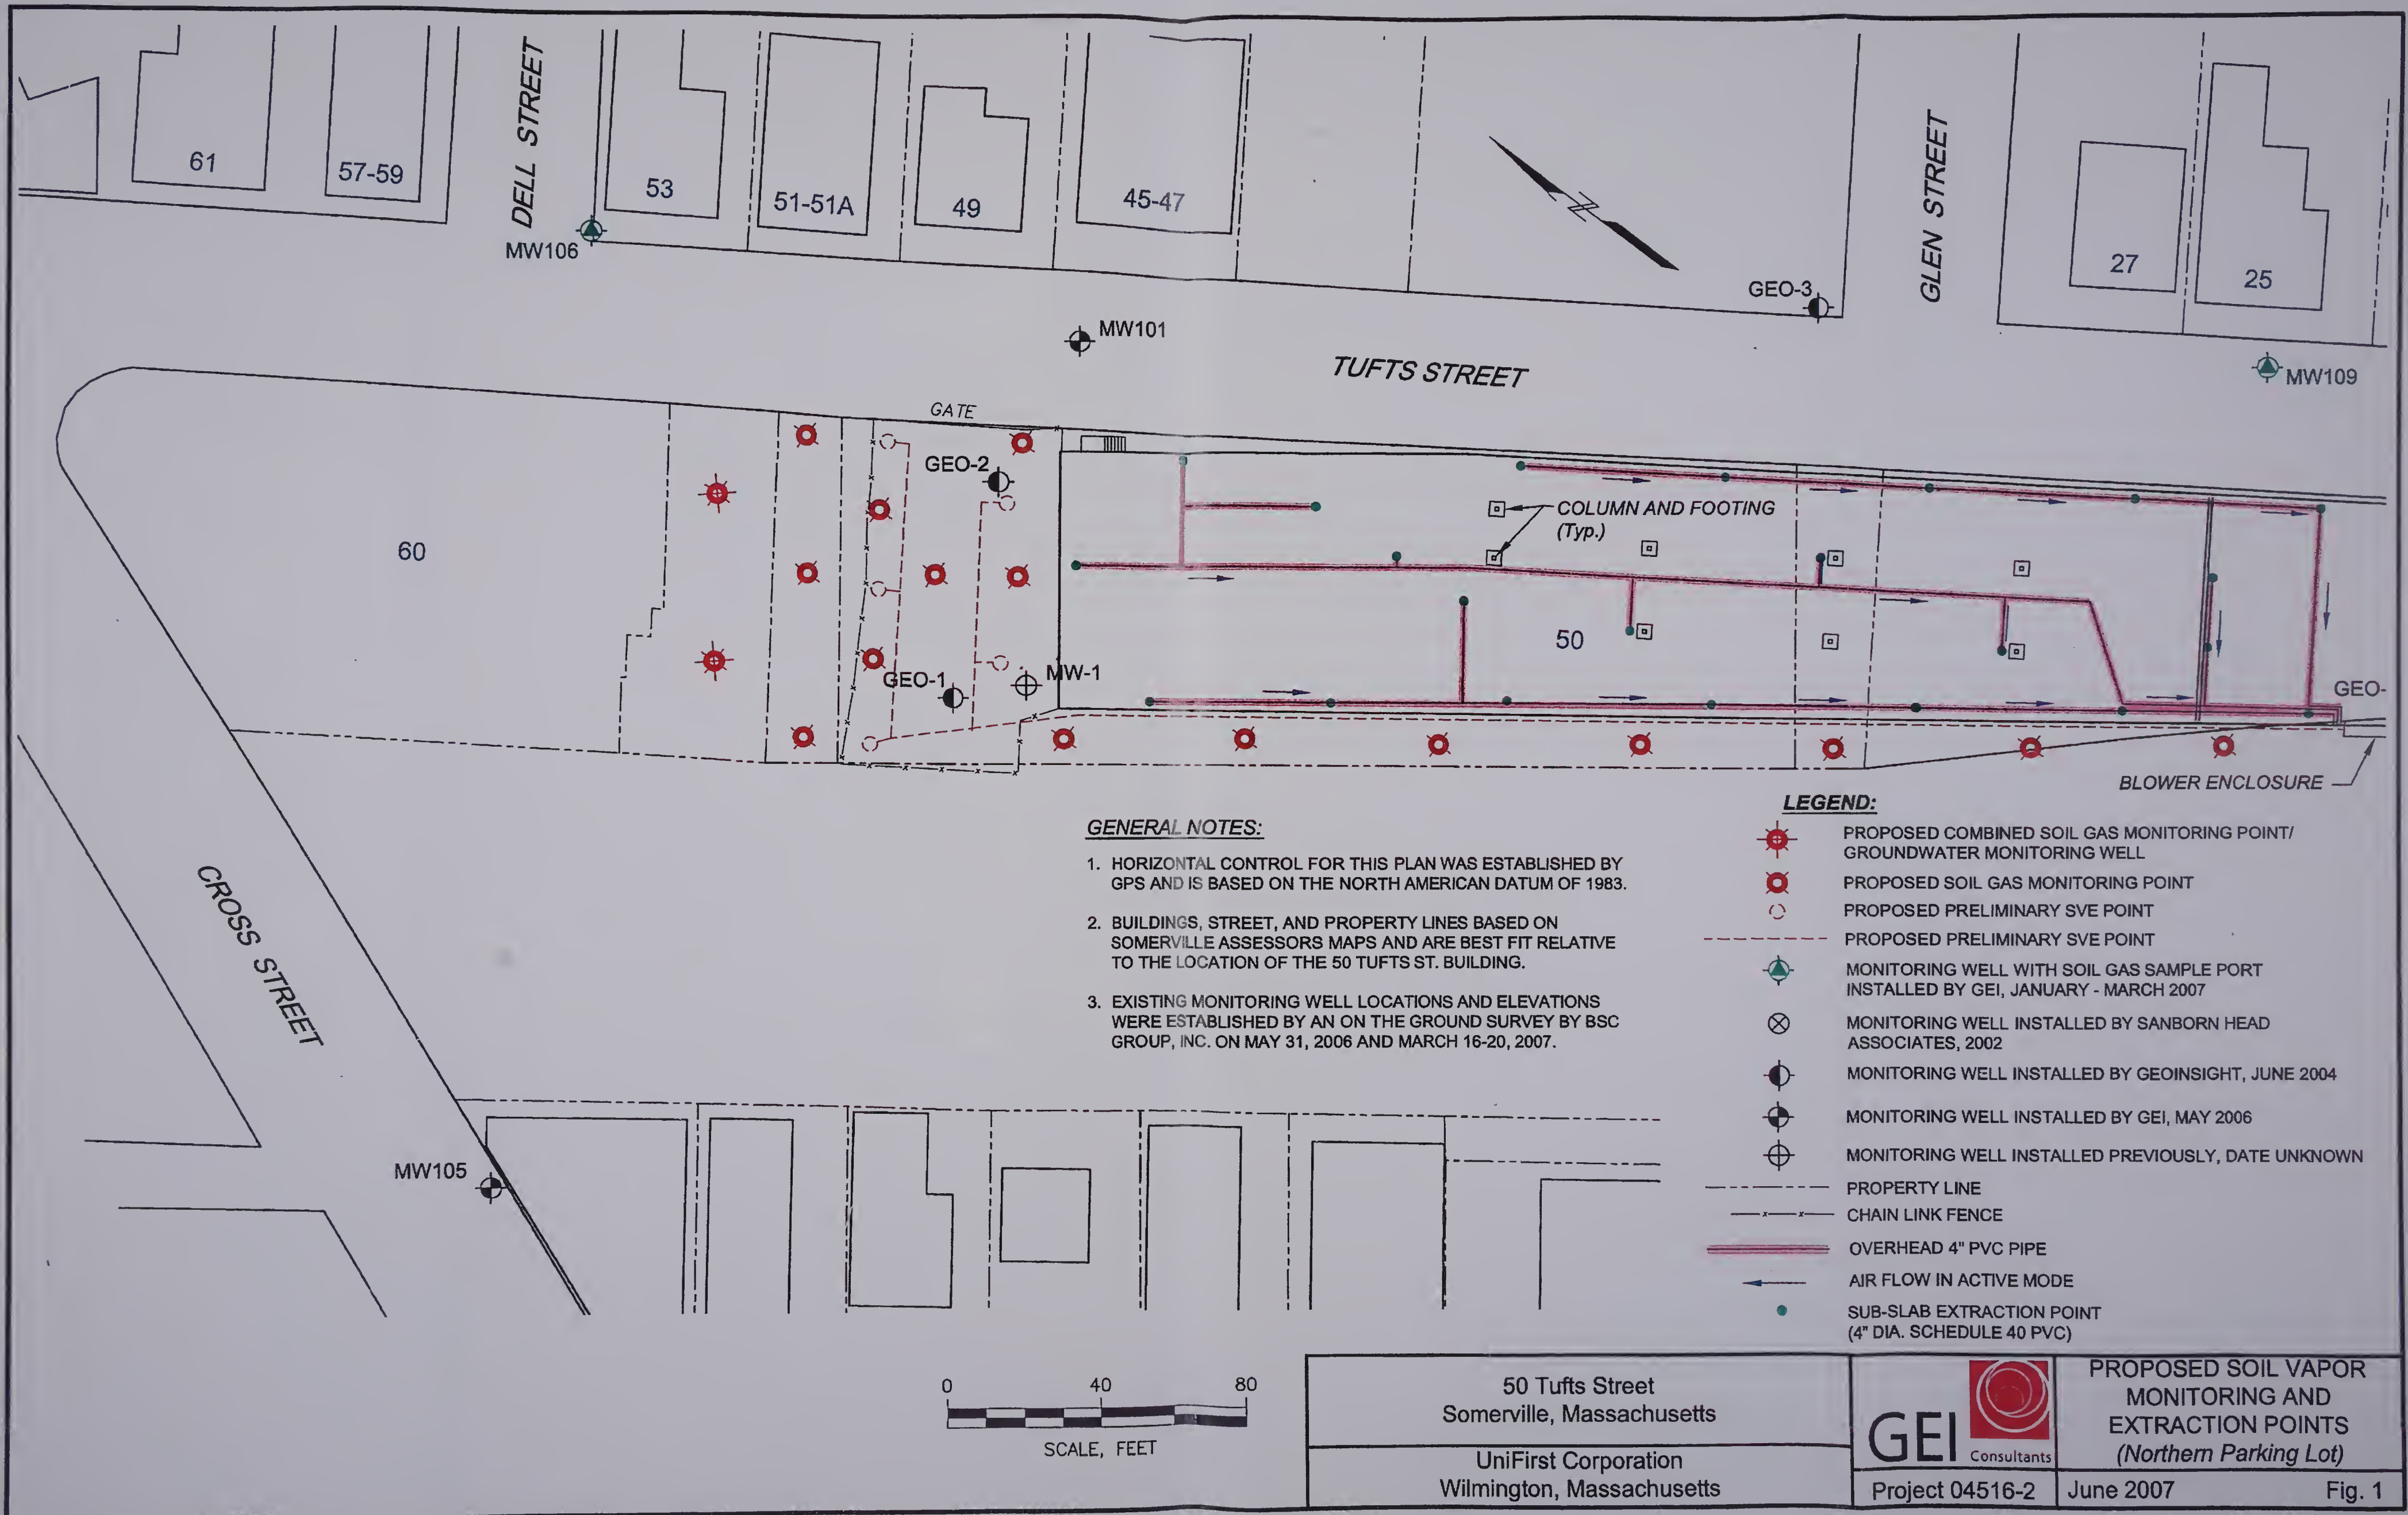 61
57-59
DELL STREET
53
51-51A
49
45-47
GLEN STREET
27
25
MW106
GEO-3
MW101
TUFTS STREET
MW109
GATE
GEO-2
COLUMN AND FOOTING
(Typ.)
60
50
GEO-1
MW-1
GEO-
BLOWER ENCLOSURE
CROSS STREET
MW105
GENERAL NOTES:
1. HORIZONTAL CONTROL FOR THIS PLAN WAS ESTABLISHED BY
GPS AND IS BASED ON THE NORTH AMERICAN DATUM OF 1983.
2. BUILDINGS, STREET, AND PROPERTY LINES BASED ON
SOMERVILLE ASSESSORS MAPS AND ARE BEST FIT RELATIVE
TO THE LOCATION OF THE 50 TUFTS ST. BUILDING.
3. EXISTING MONITORING WELL LOCATIONS AND ELEVATIONS
WERE ESTABLISHED BY AN ON THE GROUND SURVEY BY BSC
GROUP, INC. ON MAY 31, 2006 AND MARCH 16-20, 2007.
LEGEND:
PROPOSED COMBINED SOIL GAS MONITORING POINT/
GROUNDWATER MONITORING WELL
PROPOSED SOIL GAS MONITORING POINT
PROPOSED PRELIMINARY SVE POINT
PROPOSED PRELIMINARY SVE POINT
MONITORING WELL WITH SOIL GAS SAMPLE PORT
INSTALLED BY GEI, JANUARY - MARCH 2007
MONITORING WELL INSTALLED BY SANBORN HEAD
ASSOCIATES, 2002
MONITORING WELL INSTALLED BY GEOINSIGHT, JUNE 2004
MONITORING WELL INSTALLED BY GEI, MAY 2006
MONITORING WELL INSTALLED PREVIOUSLY, DATE UNKNOWN
PROPERTY LINE
CHAIN LINK FENCE
OVERHEAD 4" PVC PIPE
AIR FLOW IN ACTIVE MODE
SUB-SLAB EXTRACTION POINT
(4" DIA. SCHEDULE 40 PVC)
0 40 80
SCALE, FEET
50 Tufts Street
Somerville, Massachusetts
UniFirst Corporation
Wilmington, Massachusetts
GEI Consultants
Project 04516-2
PROPOSED SOIL VAPOR
MONITORING AND
EXTRACTION POINTS
(Northern Parking Lot)
June 2007
Fig. 1